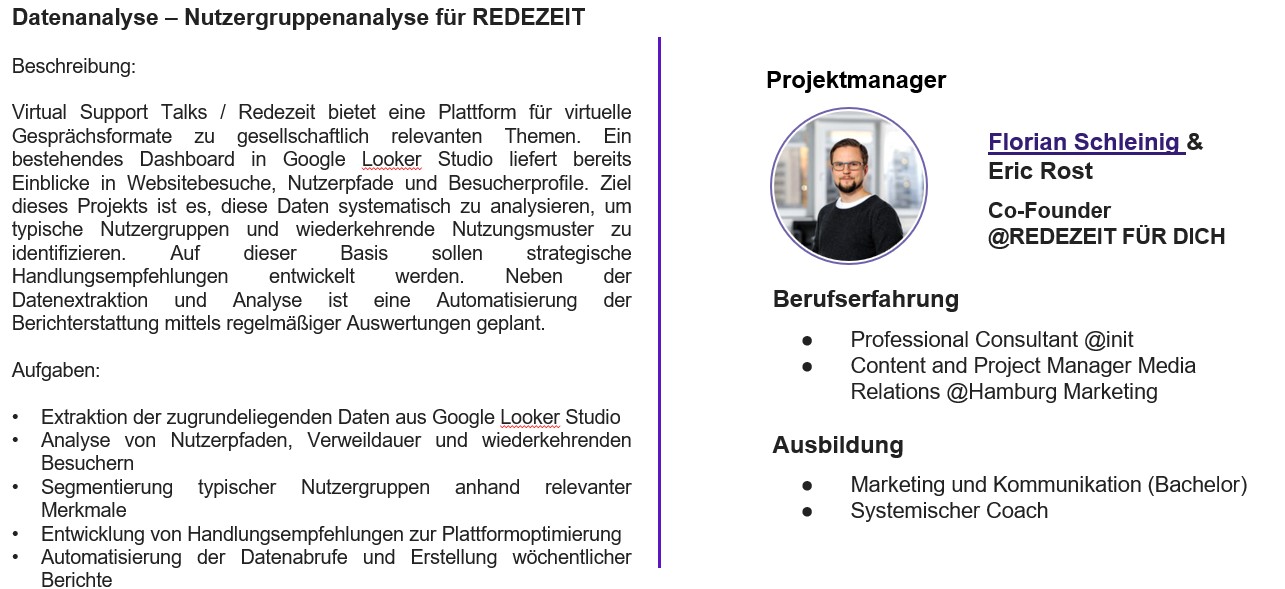 Datenanalyse – Nutzergruppenanalyse für REDEZEIT
Beschreibung:
Virtual Support Talks / Redezeit bietet eine Plattform für virtuelle
Gesprächsformate zu gesellschaftlich relevanten Themen. Ein
bestehendes Dashboard in Google Looker Studio liefert bereits
Einblicke in Websitebesuche, Nutzerpfade und Besucherprofile. Ziel
dieses Projekts ist es, diese Daten systematisch zu analysieren, um
typische Nutzergruppen und wiederkehrende Nutzungsmuster zu
identifizieren. Auf dieser Basis sollen strategische
Handlungsempfehlungen entwickelt werden. Neben der
Datenextraktion und Analyse ist eine Automatisierung der
Berichterstattung mittels regelmäßiger Auswertungen geplant.
Aufgaben:
• Extraktion der zugrundeliegenden Daten aus Google Looker Studio
• Analyse von Nutzerpfaden, Verweildauer und wiederkehrenden
Besuchern
• Segmentierung typischer Nutzergruppen anhand relevanter
Merkmale
• Entwicklung von Handlungsempfehlungen zur Plattformoptimierung
• Automatisierung der Datenabrufe und Erstellung wöchentlicher
Berichte
Projektmanager
Florian Schleinig &
Eric Rost
Co-Founder
@REDEZEIT FÜR DICH
Berufserfahrung
● Professional Consultant @init
● Content and Project Manager Media
Relations @Hamburg Marketing
Ausbildung
● Marketing und Kommunikation (Bachelor)
● Systemischer Coach